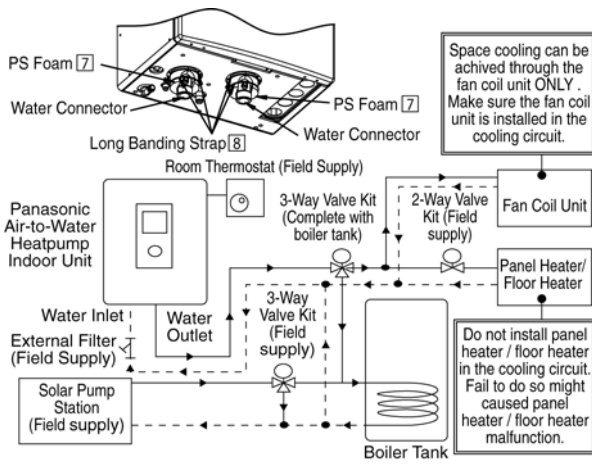 PS Foam 7
Water Connector
PS Foam 7
Water Connector
Long Banding Strap 8
Space cooling can be
achived through the
fan coil unit ONLY .
Make sure the fan coil
unit is installed in the
cooling circuit.
Room Thermostat (Field Supply)
Panasonic
Air-to-Water
Heatpump
Indoor Unit
3-Way Valve Kit
(Complete with
boiler tank)
2-Way Valve
Kit (Field
supply)
Fan Coil Unit
Panel Heater/
Floor Heater
Water Inlet
Water
Outlet
External Filter
(Field Supply)
3-Way
Valve Kit
(Field
supply)
Solar Pump
Station
(Field supply)
Boiler Tank
Do not install panel
heater / floor heater
in the cooling circuit.
Fail to do so might
caused panel
heater / floor heater
malfunction.